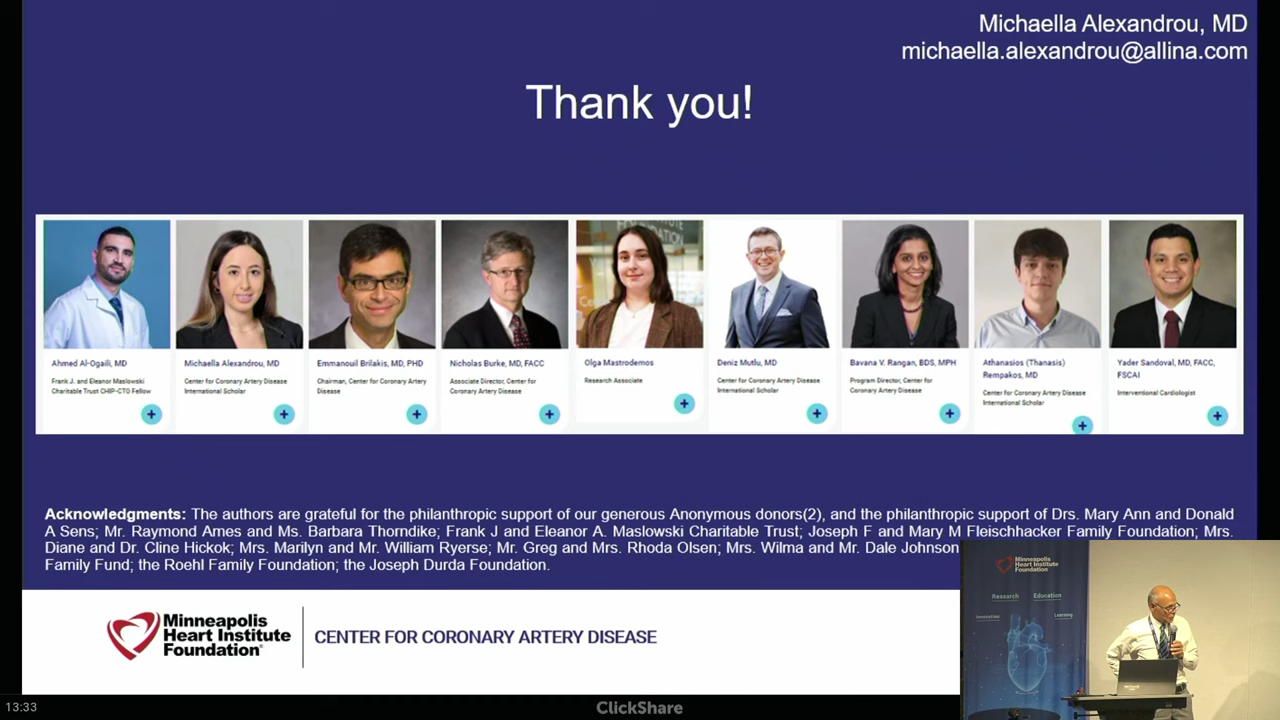 Michaella Alexandrou, MD
michaella.alexandrou@allina.com
Thank you!
Ahmed Al-Ogaili, MD
Frank J. and Eleanor Maslowski
Charitable Trust CHIP-CTO Fellow
Michaella Alexandrou, MD
Center for Coronary Artery Disease
International Scholar
Emmanouil Brilakis, MD, PHD
Chairman, Center for Coronary Artery
Disease
Nicholas Burke, MD, FACC
Associate Director, Center for
Coronary Artery Disease
Olga Mastrodemos
Research Associate
Deniz Mutlu, MD
Center for Coronary Artery Disease
International Scholar
Bavana V. Rangan, BDS, MPH
Program Director, Center for
Coronary Artery Disease
Athanasios (Thanasis)
Rempakos, MD
Center for Coronary Artery Disease
International Scholar
Yader Sandoval, MD, FACC,
FSCAI
Interventional Cardiologist
Acknowledgments: The authors are grateful for the philanthropic support of our generous Anonymous donors(2), and the philanthropic support of Drs. Mary Ann and Donald
A Sens; Mr. Raymond Ames and Ms. Barbara Thorndike; Frank J and Eleanor A. Maslowski Charitable Trust; Joseph F and Mary M Fleischhacker Family Foundation; Mrs.
Diane and Dr. Cline Hickok; Mrs. Marilyn and Mr. William Ryerse; Mr. Greg and Mrs. Rhoda Olsen; Mrs. Wilma and Mr. Dale Johnson
Family Fund; the Roehl Family Foundation; the Joseph Durda Foundation.
Minneapolis
Heart Institute
Foundation®
CENTER FOR CORONARY ARTERY DISEASE
Minneapolis
Heart Institute
Foundation
Research Education
Innovation Learning
13:33
ClickShare